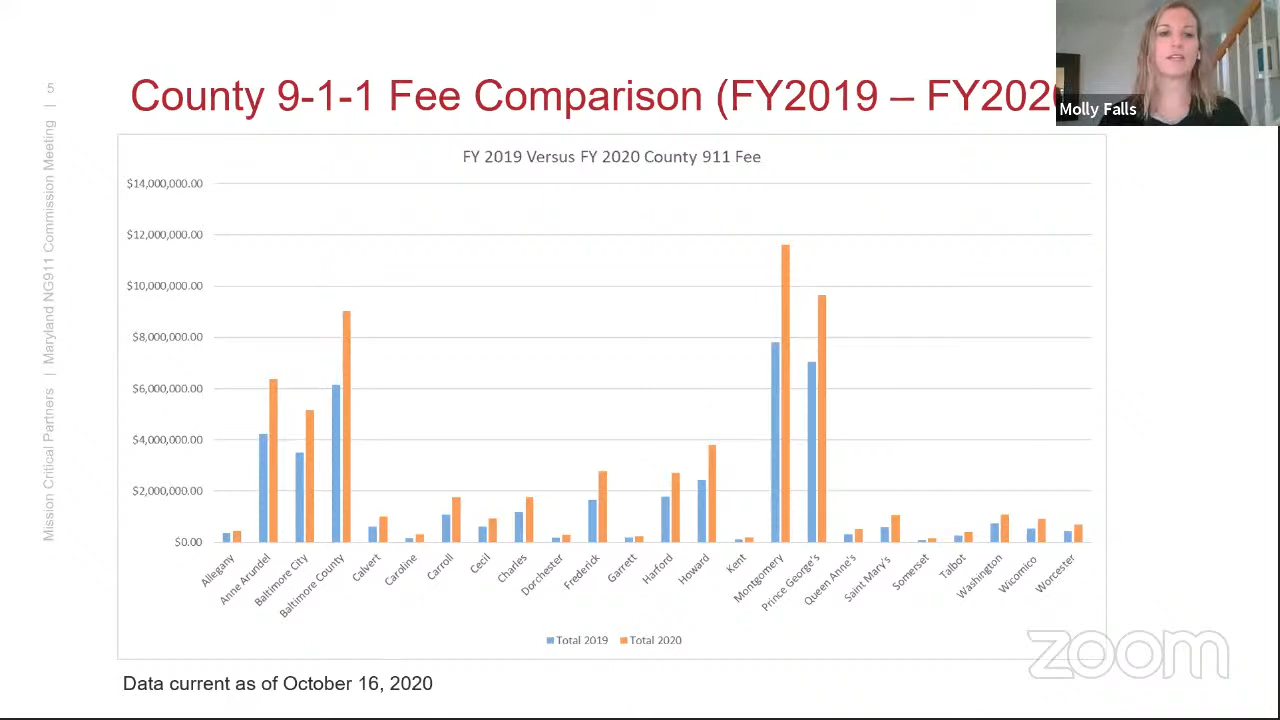 Molly Falls
County 9-1-1 Fee Comparison (FY2019 – FY202
5
Mission Critical Partners | Maryland NG911 Commission Meeting |
FY2019 Versus FY 2020 County 911 Fee
$14,000,000.00
$12,000,000.00
$10,000,000.00
$8,000,000.00
$6,000,000.00
$4,000,000.00
$2,000,000.00
$0.00
Allegany
Anne Arundel
Baltimore City
Baltimore County
Calvert
Caroline
Carroll
Cecil
Charles
Dorchester
Frederick
Garrett
Harford
Howard
Kent
Montgomery
Prince George's
Queen Anne's
Saint Mary's
Somerset
Talbot
Washington
Wicomico
Worcester
Total 2019 Total 2020
zoom
Data current as of October 16, 2020